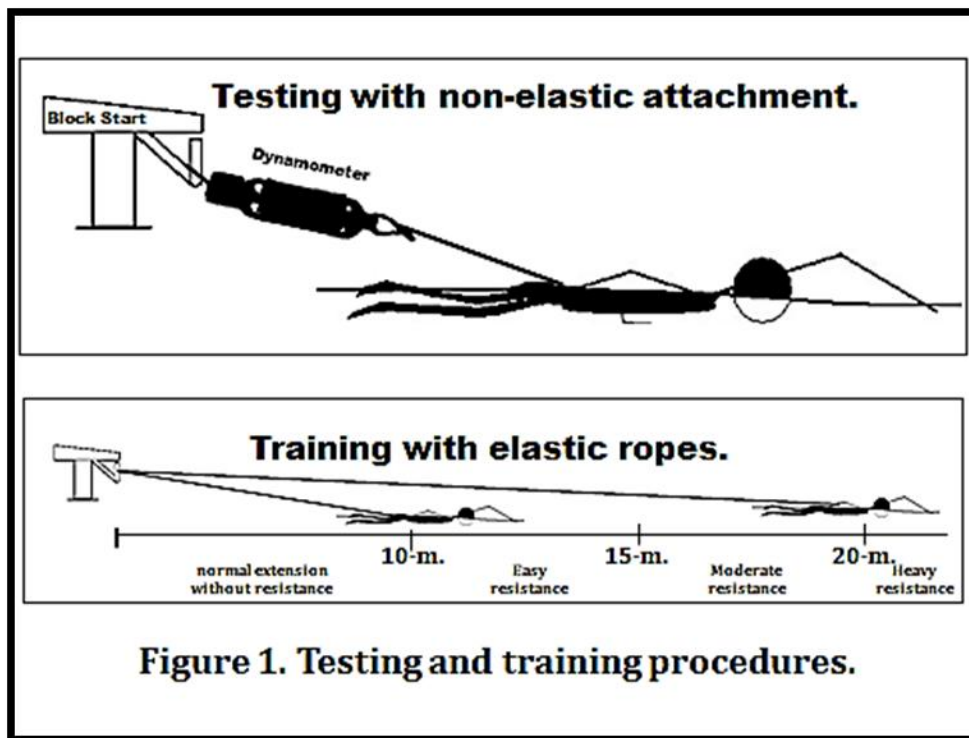 Testing with non-elastic attachment.
Block Start
Dynamometer
Training with elastic ropes.
10-m.
15-m.
20-m.
normal extension
without resistance
Easy
resistance
Moderate
resistance
Heavy
resistance
Figure 1. Testing and training procedures.